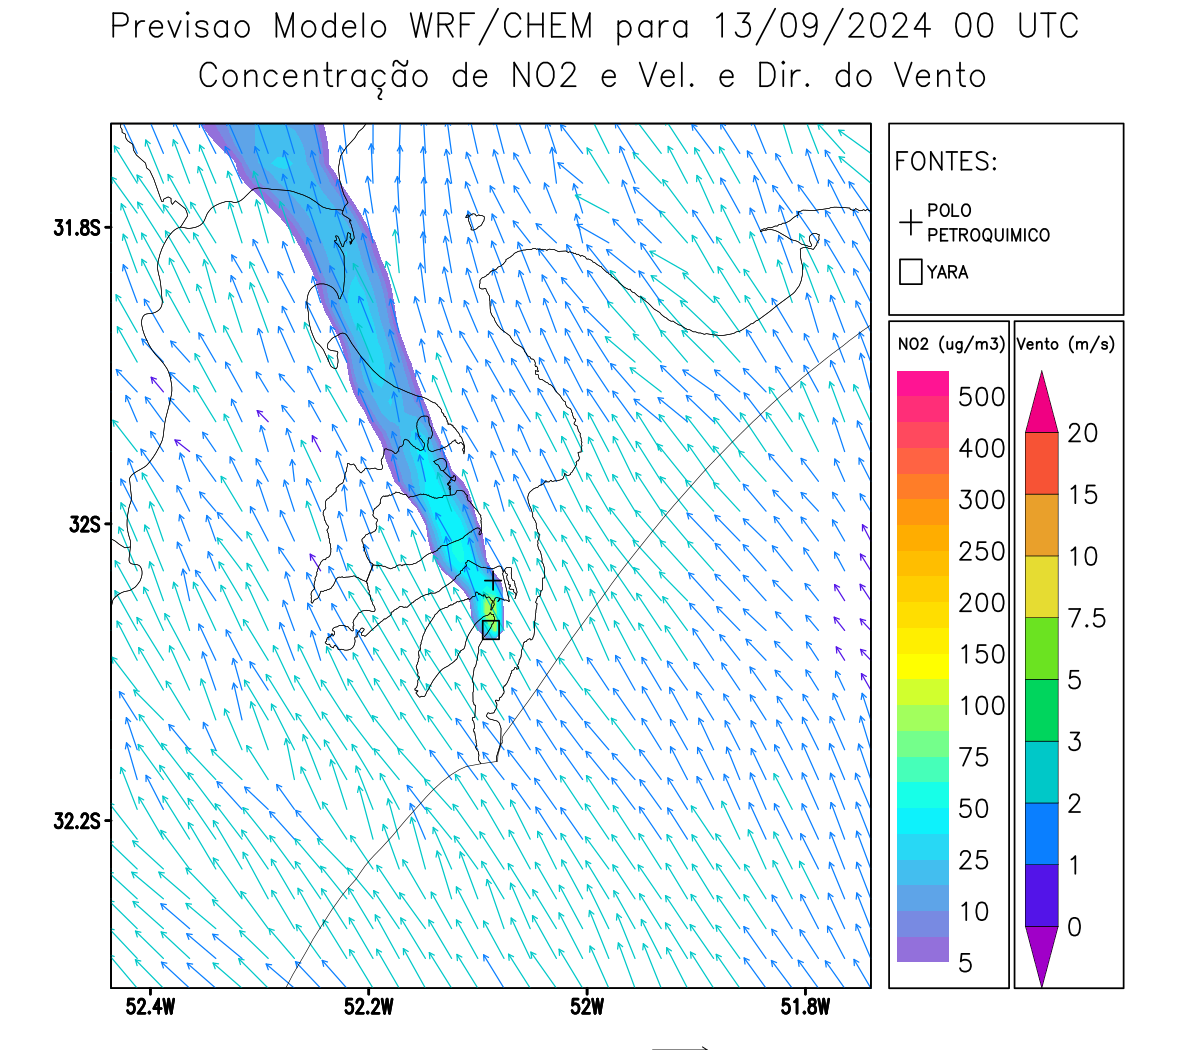 Previsao Modelo WRF/CHEM para 13/09/2024 00 UTC
Concentração de NO2 e Vel. e Dir. do Vento
FONTES:
POLO
PETROQUIMICO
YARA
NO2 (ug/m3)
500
400
300
250
200
150
100
75
50
25
10
5
Vento (m/s)
20
15
10
7.5
5
3
2
1
0
31.8S
32S
32.2S
52.4W
52.2W
52W
51.8W